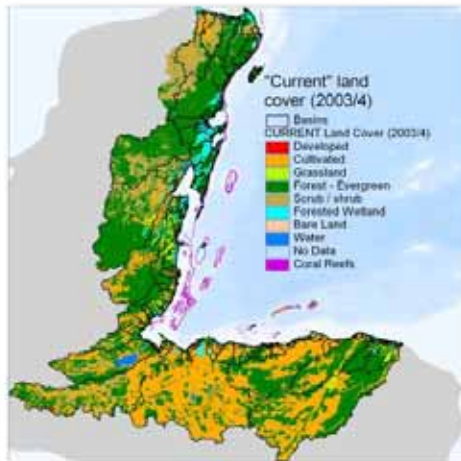 "Current" land
cover (2003/4)
Basins
CURRENT Land Cover (2003/4)
Developed
Cultivated
Grassland
Forest - Evergreen
Scrub / shrub
Forested Wetland
Bare Land
Water
No Data
Coral Reefs